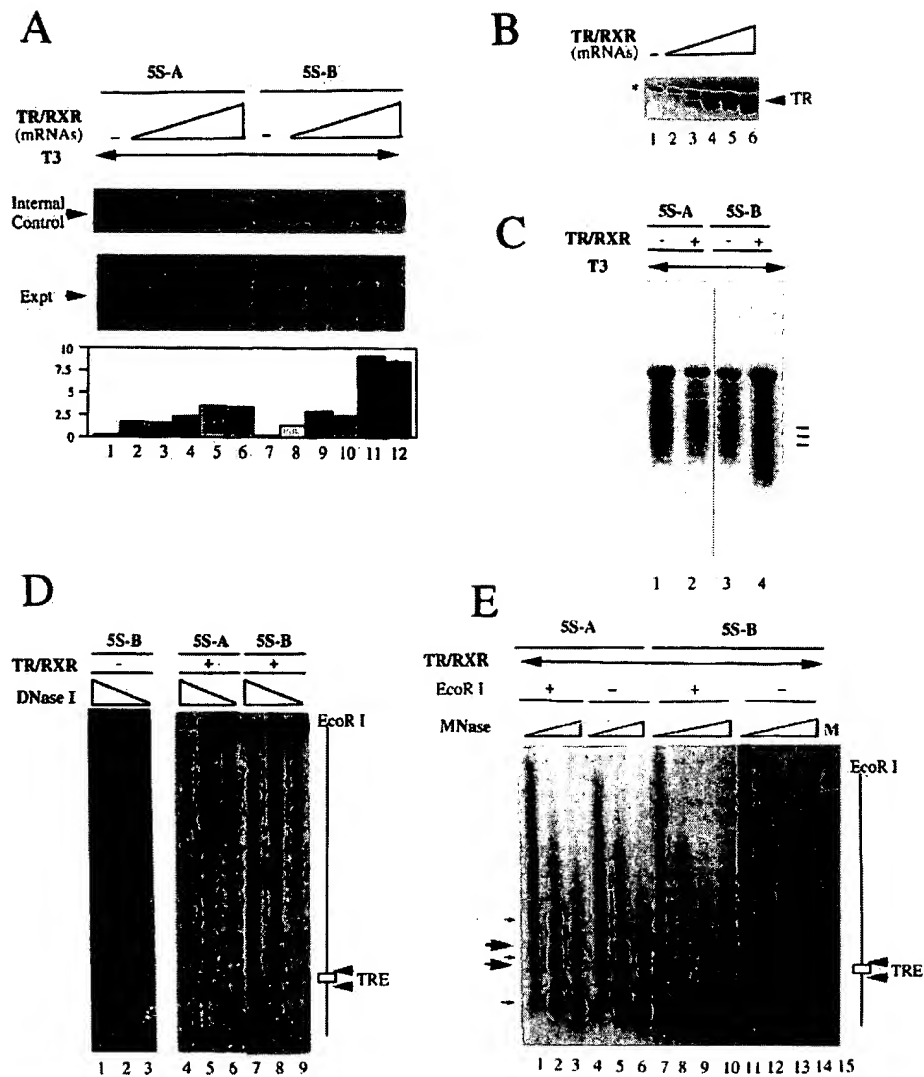 A
5S-A 5S-B
TR/RXR
(mRNAs)
- -
T3
Internal
Control
Expt
10
7.5
5
2.5
0
1 2 3 4 5 6 7 8 9 10 11 12
B
TR/RXR
(mRNAs)
-
* TR
1 2 3 4 5 6
C
5S-A 5S-B
TR/RXR - + - +
T3
1 2 3 4
D
5S-B 5S-A 5S-B
TR/RXR - + +
DNase I
EcoR I
TRE
1 2 3 4 5 6 7 8 9
E
5S-A 5S-B
TR/RXR
EcoR I + - + -
MNase M
EcoR I
TRE
1 2 3 4 5 6 7 8 9 10 11 12 13 14 15